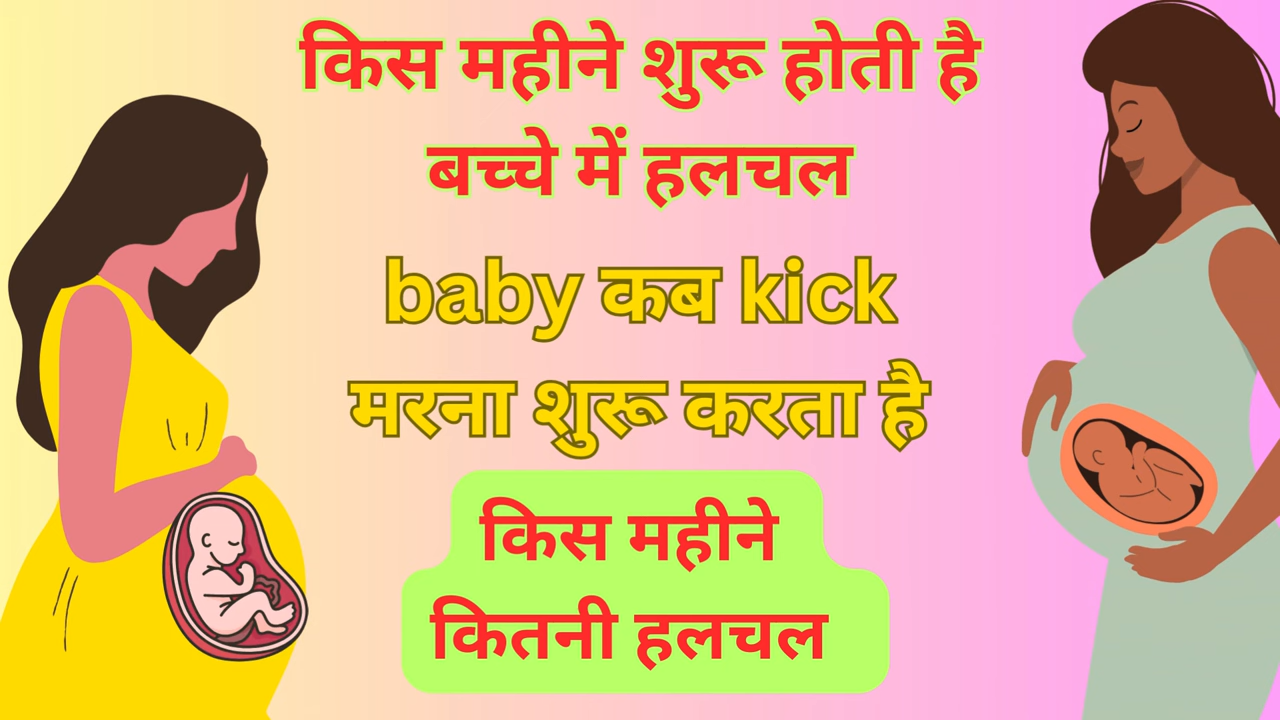 किस महीने शुरू होती है
बच्चे में हलचल
baby कब kick
मरना शुरू करता है
किस महीने
कितनी हलचल